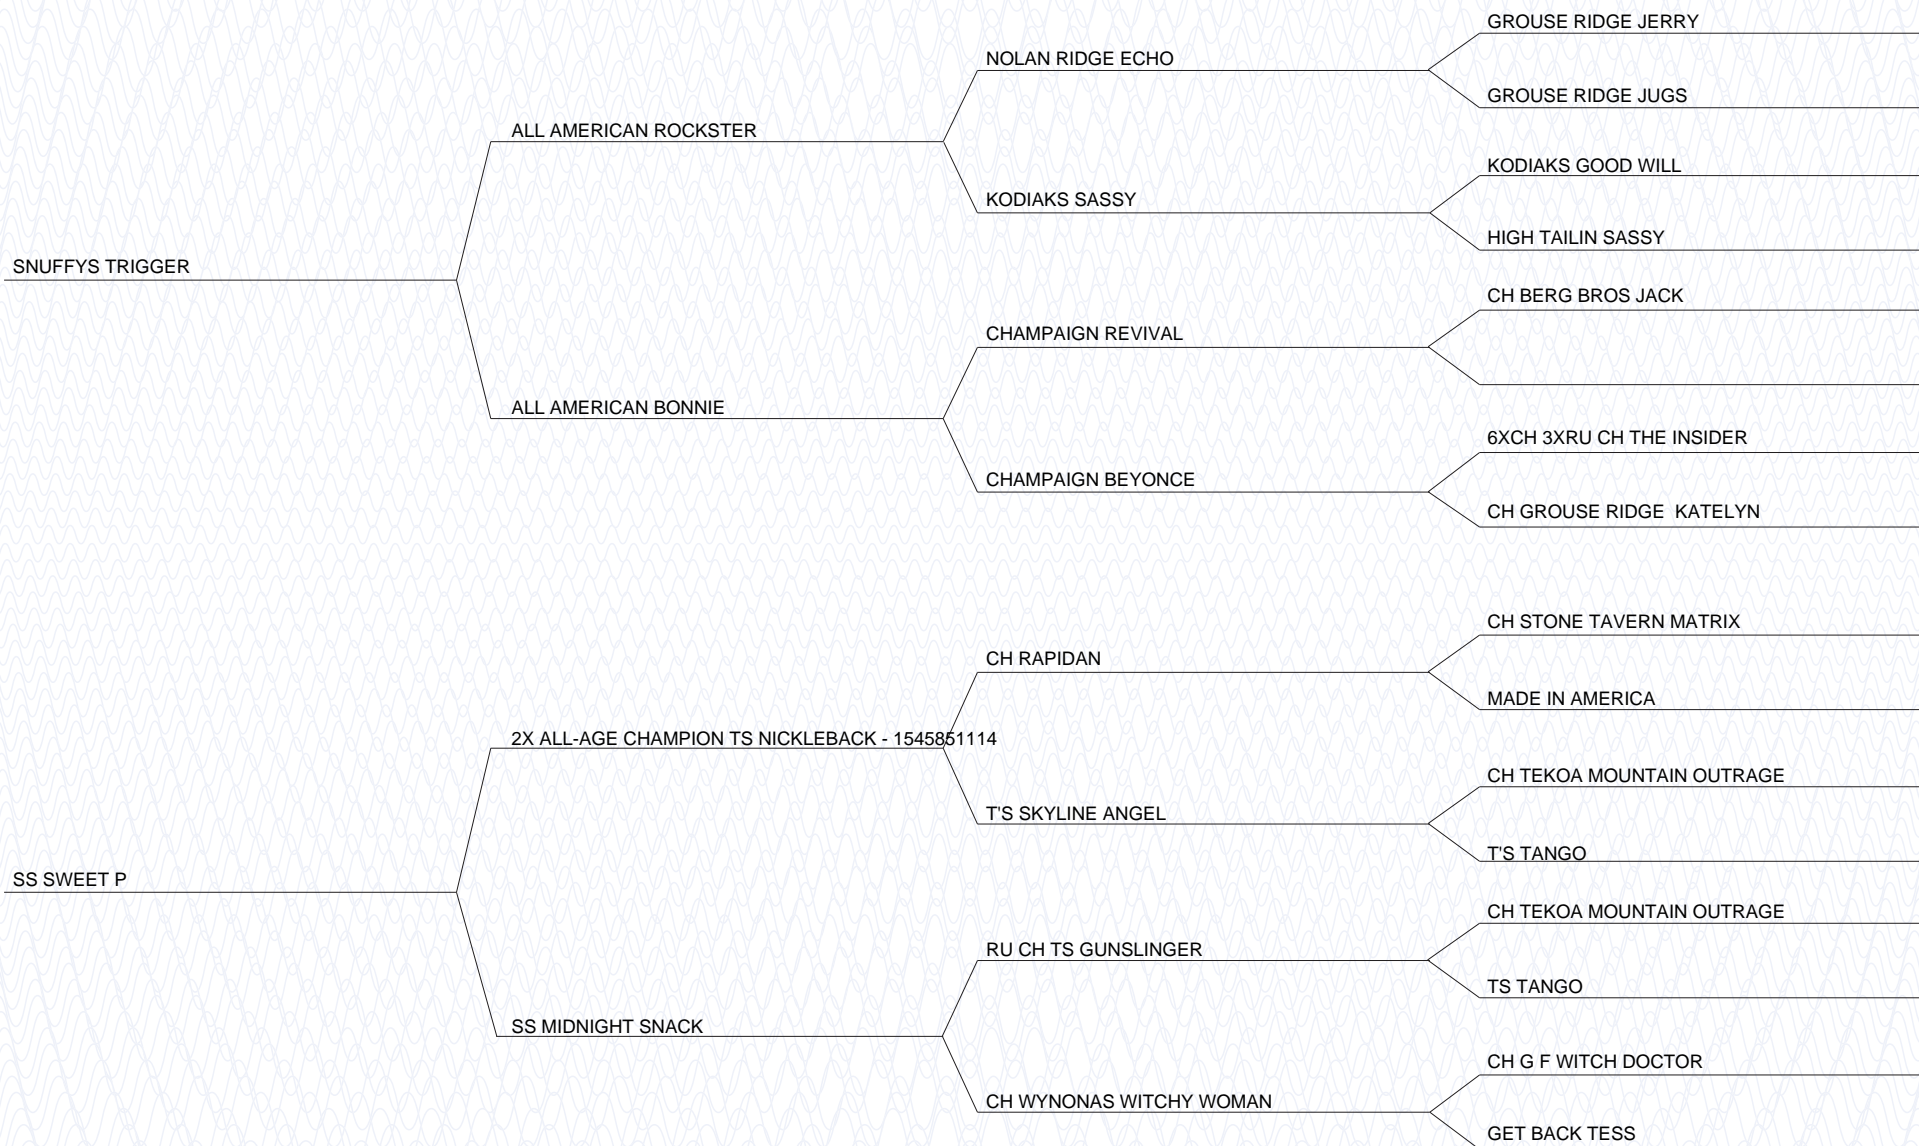 GROUSE RIDGE JERRY
NOLAN RIDGE ECHO
GROUSE RIDGE JUGS
ALL AMERICAN ROCKSTER
KODIAKS GOOD WILL
KODIAKS SASSY
HIGH TAILIN SASSY
SNUFFYS TRIGGER
CH BERG BROS JACK
CHAMPAIGN REVIVAL
ALL AMERICAN BONNIE
6XCH 3XRU CH THE INSIDER
CHAMPAIGN BEYONCE
CH GROUSE RIDGE  KATELYN
CH STONE TAVERN MATRIX
CH RAPIDAN
MADE IN AMERICA
2X ALL-AGE CHAMPION TS NICKLEBACK - 1545851114
CH TEKOA MOUNTAIN OUTRAGE
T'S SKYLINE ANGEL
T'S TANGO
SS SWEET P
CH TEKOA MOUNTAIN OUTRAGE
RU CH TS GUNSLINGER
TS TANGO
SS MIDNIGHT SNACK
CH G F WITCH DOCTOR
CH WYNONAS WITCHY WOMAN
GET BACK TESS